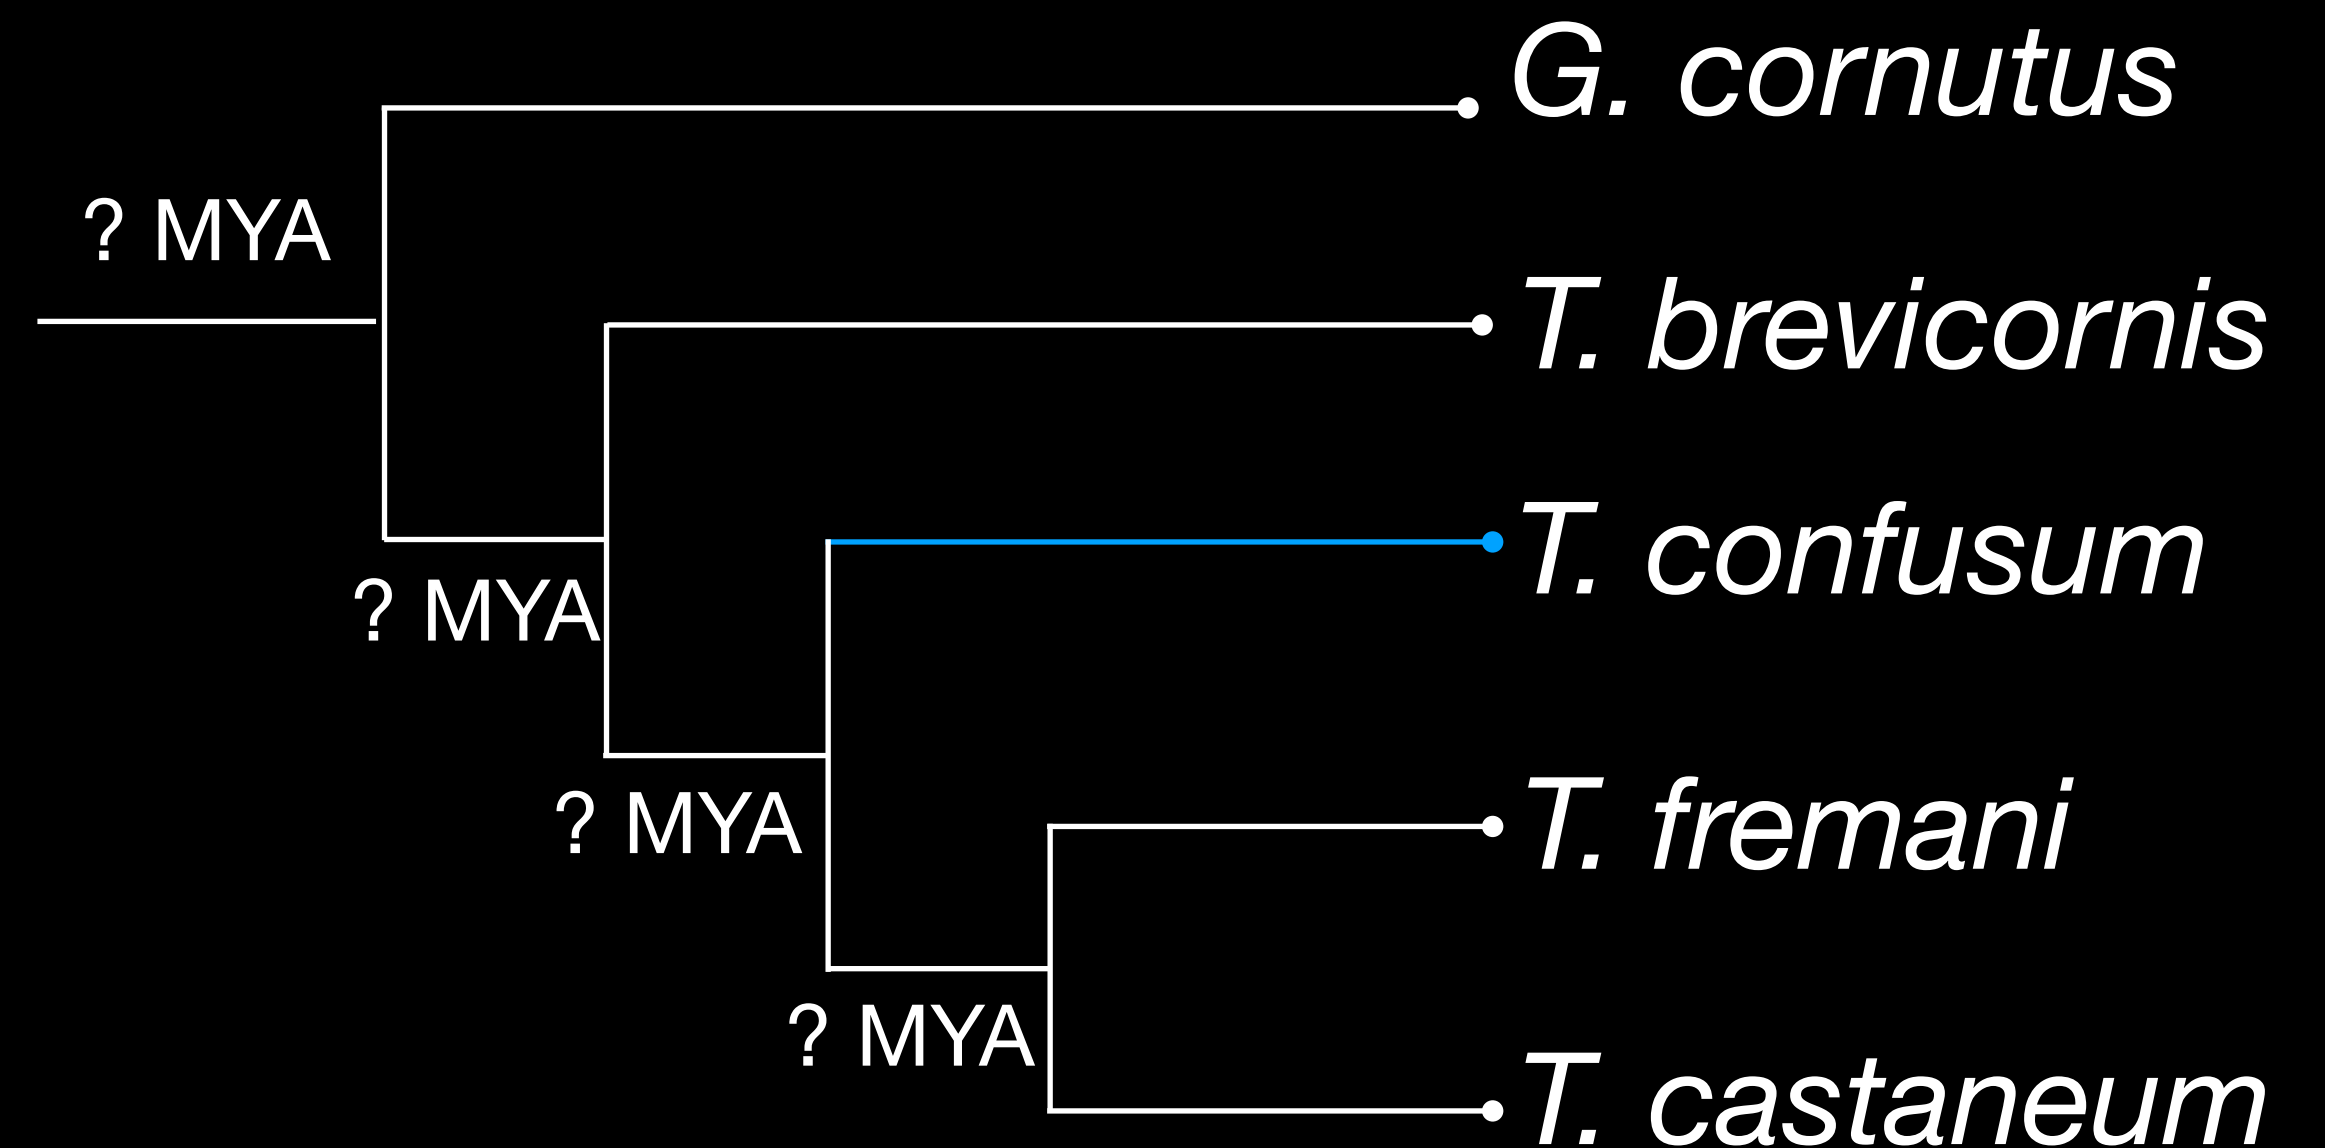 G. cornutus
? MYA
T. brevicornis
T. confusum
? MYA
? MYA
T. fremani
? MYA
T. castaneum